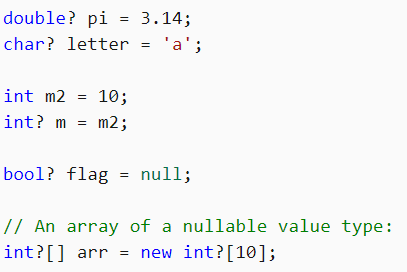 double? pi = 3.14;
char? letter = 'a';
int m2 = 10;
int? m = m2;
bool? flag = null;
// An array of a nullable value type:
int?[] arr = new int?[10];